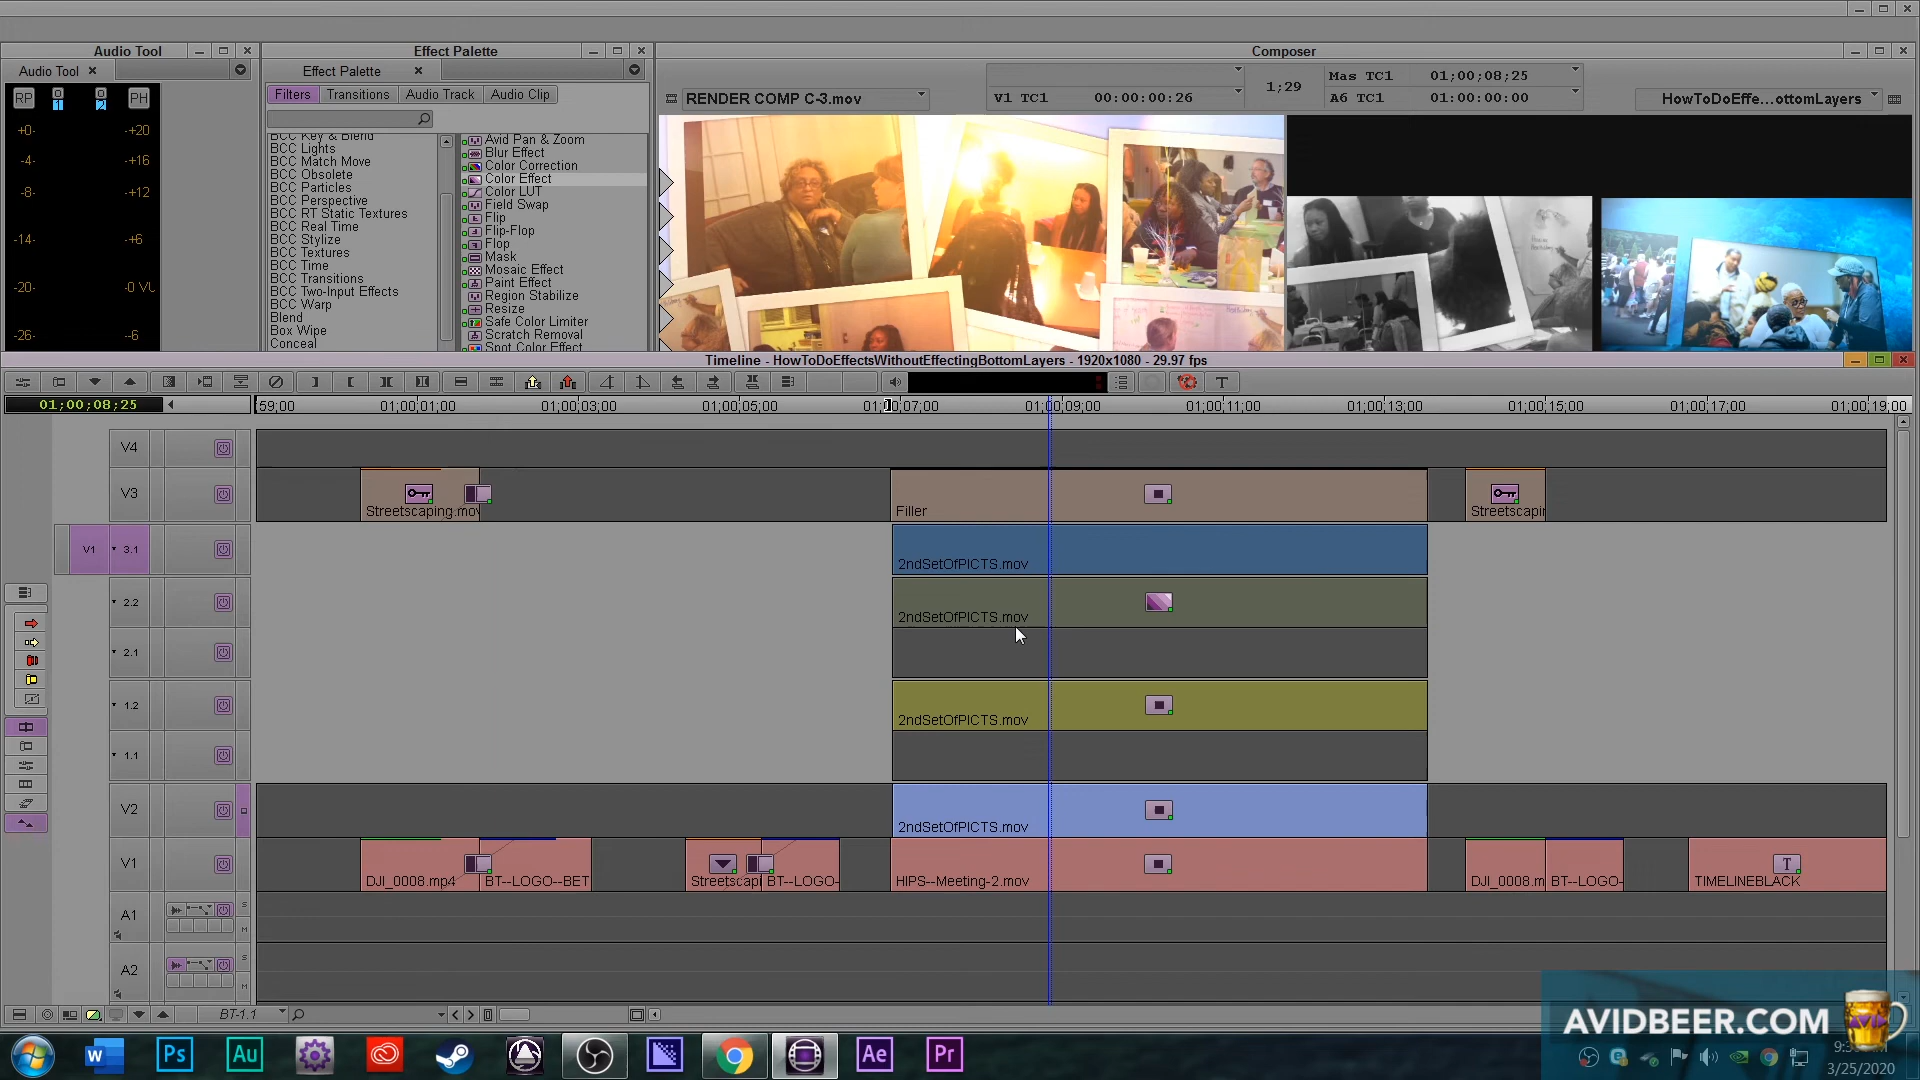 Audio Tool
Effect Palette
Composer
Audio Tool
Effect Palette
Filters
Transitions
Audio Track
Audio Clip
RENDER COMP C-3.mov
V1 TC1 00:00:00:26
1;29
Mas TC1 01;00;08;25
A6 TC1 01:00:00:00
HowToDoEffe...ottomLayers
RP
PH
+0-
-+20
-4-
-+16
-8-
-+12
-14-
-+6
-20-
-0 VU
-26-
--6
BCC Key & Blend
BCC Lights
BCC Match Move
BCC Obsolete
BCC Particles
BCC Perspective
BCC RT Static Textures
BCC Real Time
BCC Stylize
BCC Textures
BCC Time
BCC Transitions
BCC Two-Input Effects
BCC Warp
Blend
Box Wipe
Conceal
Avid Pan & Zoom
Blur Effect
Color Correction
Color Effect
Color LUT
Field Swap
Flip
Flip-Flop
Flop
Mask
Mosaic Effect
Paint Effect
Region Stabilize
Resize
Safe Color Limiter
Scratch Removal
Spot Color Effect
Timeline - HowToDoEffectsWithoutEffectingBottomLayers - 1920x1080 - 29.97 fps
01;00;08;25
:59;00
01;00;01;00
01;00;03;00
01;00;05;00
01;00;07;00
01;00;09;00
01;00;11;00
01;00;13;00
01;00;15;00
01;00;17;00
01;00;19;00
V4
V3
Streetscaping.mov
Filler
Streetscapin
V1
3.1
2ndSetOfPICTS.mov
2.2
2ndSetOfPICTS.mov
2.1
1.2
2ndSetOfPICTS.mov
1.1
V2
2ndSetOfPICTS.mov
V1
DJI_0008.mp4
BT--LOGO--BET
Streetscapi
BT--LOGO-
HIPS--Meeting-2.mov
DJI_0008.m
BT--LOGO-
TIMELINEBLACK
A1
S
M
A2
S
M
BT-1.1
AVIDBEER.COM
W
Ps
Au
Ae
Pr
3/25/2020